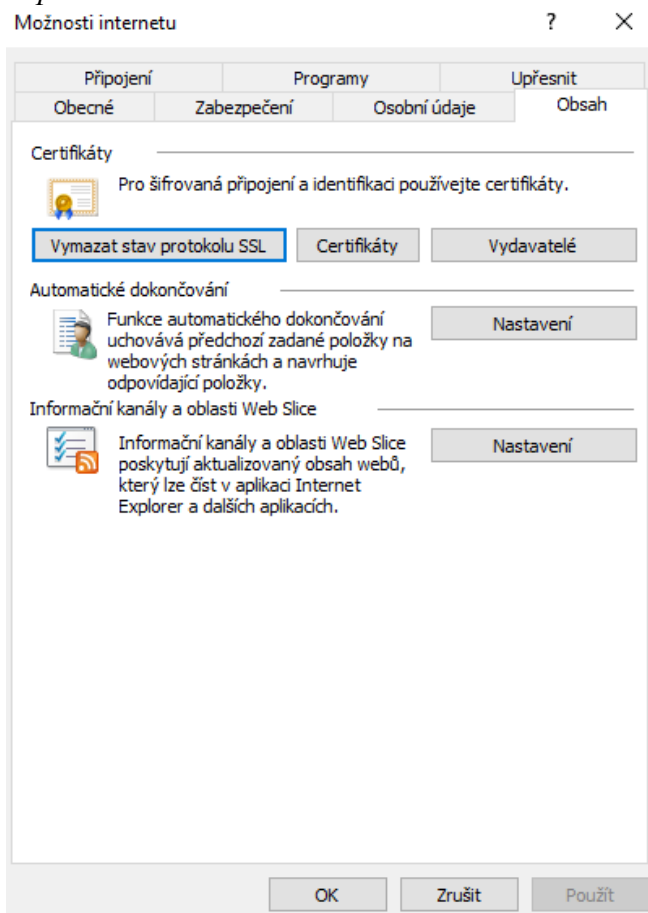 Možnosti internetu
?
Připojení Programy Upřesnit
Obecné Zabezpečení Osobní údaje Obsah
Certifikáty
Pro šifrovaná připojení a identifikaci používejte certifikáty.
Vymazat stav protokolu SSL Certifikáty Vydavatelé
Automatické dokončování
Funkce automatického dokončování
uchovává předchozí zadané položky na
webových stránkách a navrhuje
odpovídající položky.
Nastavení
Informační kanály a oblasti Web Slice
Informační kanály a oblasti Web Slice
poskytují aktualizovaný obsah webů,
který lze číst v aplikaci Internet
Explorer a dalších aplikacích.
Nastavení
OK Zrušit Použít